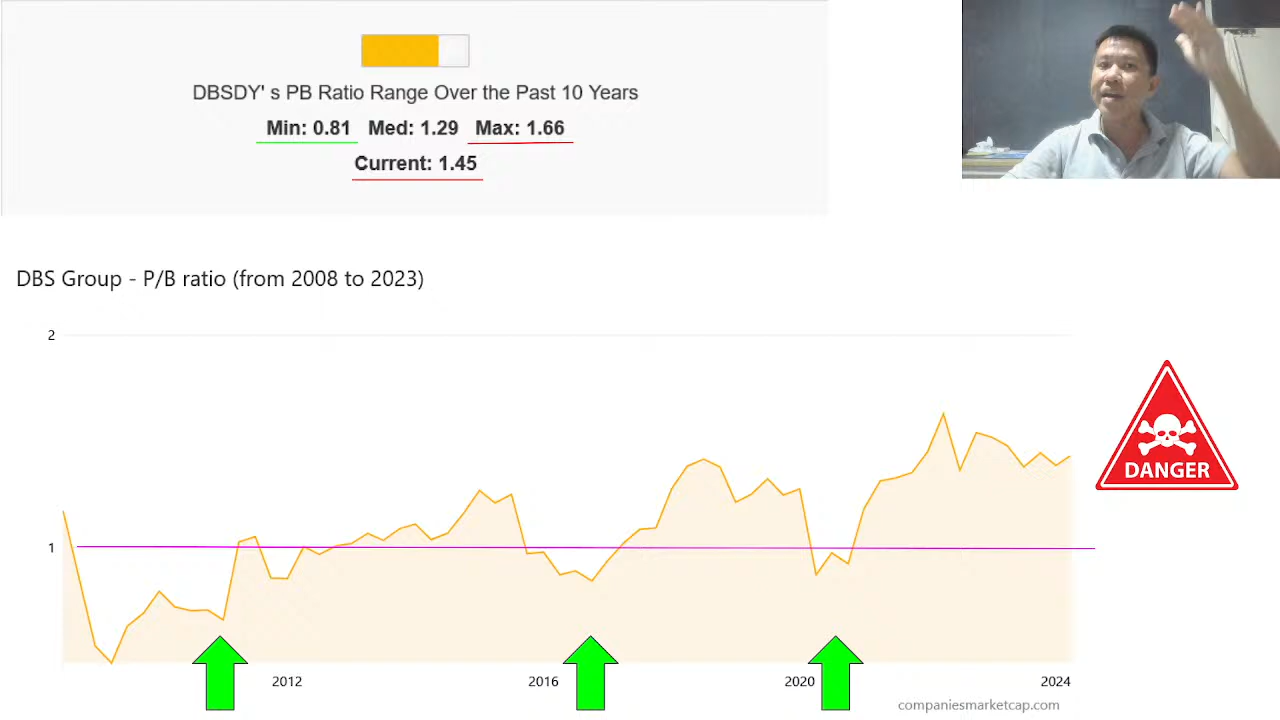 DBSDY' s PB Ratio Range Over the Past 10 Years
Min: 0.81 Med: 1.29 Max: 1.66
Current: 1.45
DBS Group - P/B ratio (from 2008 to 2023)
2
1
DANGER
2012 2016 2020 2024
companiesmarketcap.com